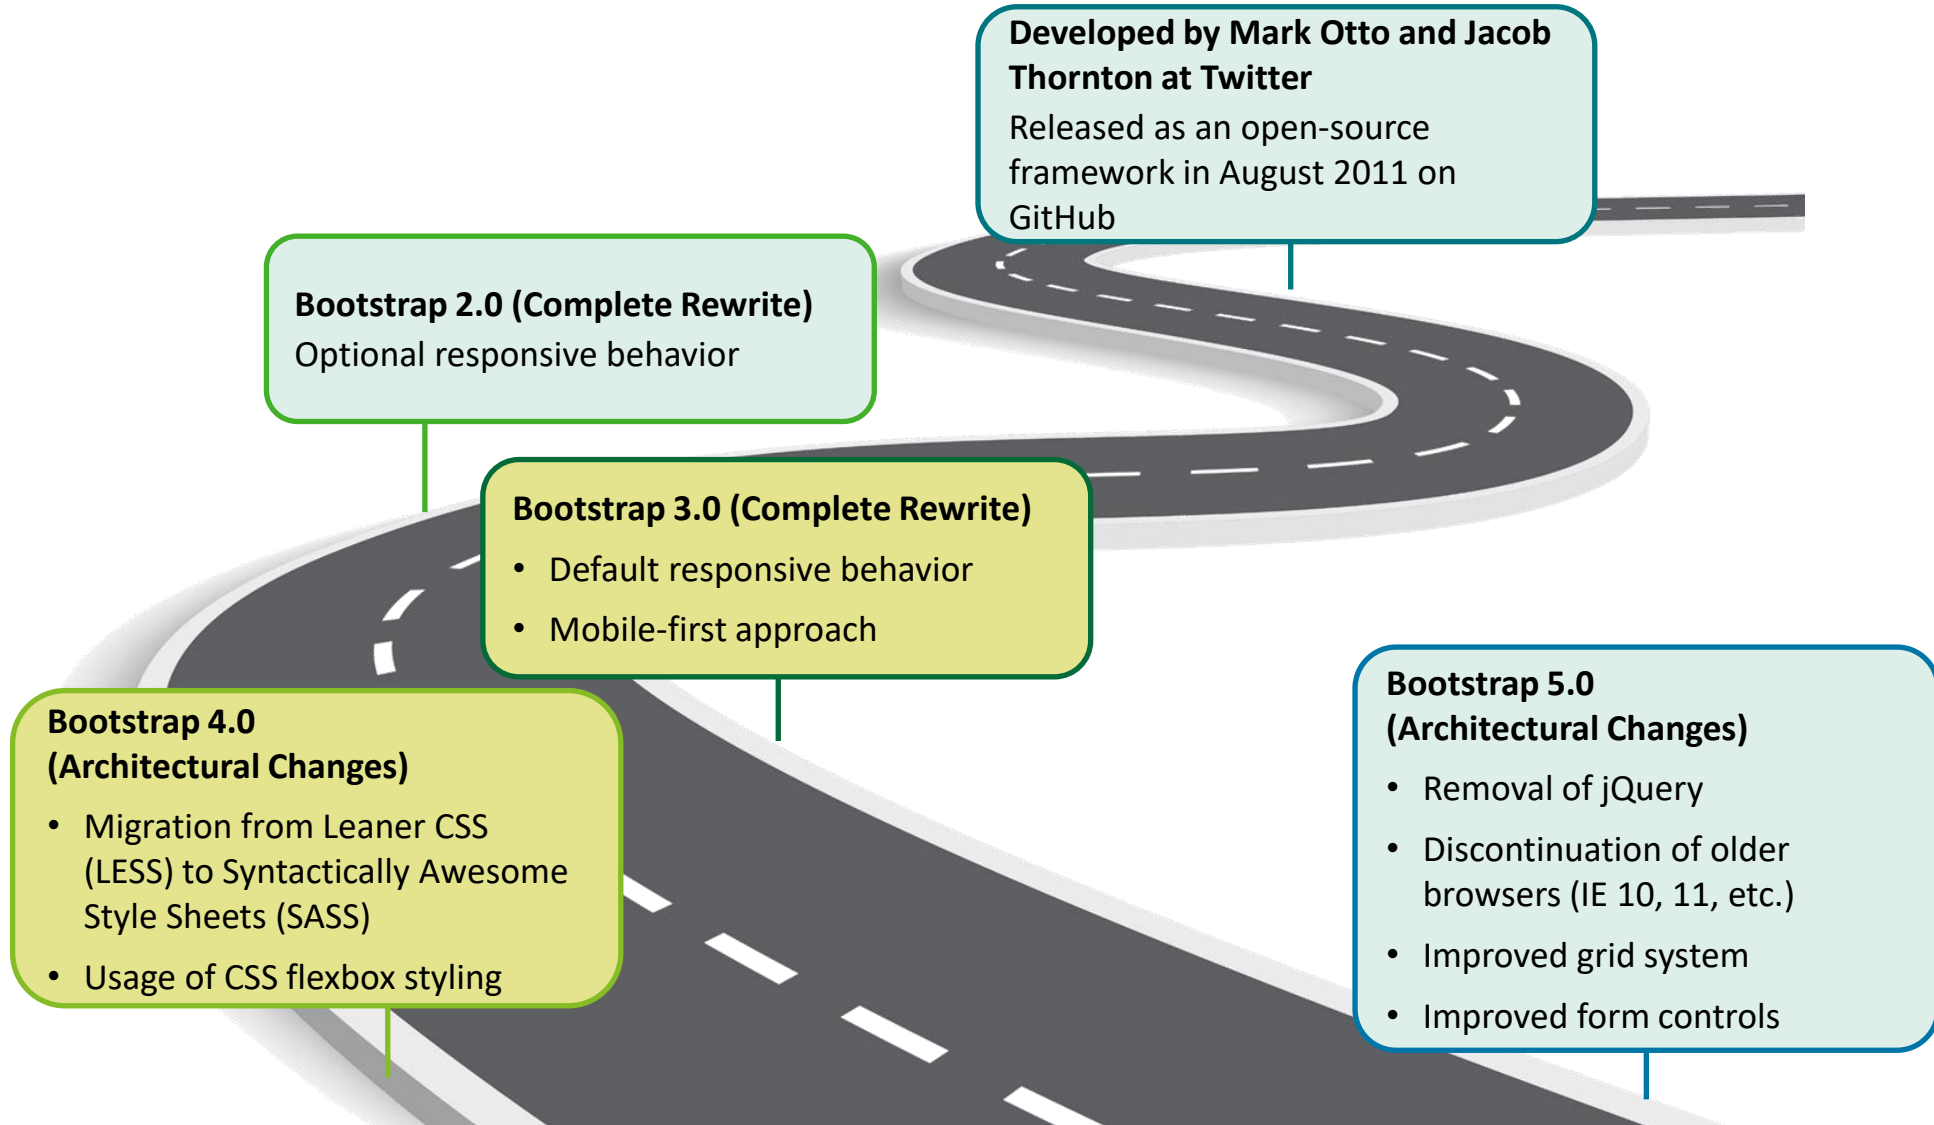 Developed by Mark Otto and Jacob
Thornton at Twitter
Released as an open-source
framework in August 2011 on
GitHub
Bootstrap 2.0 (Complete Rewrite)
Optional responsive behavior
Bootstrap 3.0 (Complete Rewrite)
• Default responsive behavior
• Mobile-first approach
Bootstrap 4.0
(Architectural Changes)
• Migration from Leaner CSS
(LESS) to Syntactically Awesome
Style Sheets (SASS)
• Usage of CSS flexbox styling
Bootstrap 5.0
(Architectural Changes)
• Removal of jQuery
• Discontinuation of older
browsers (IE 10, 11, etc.)
• Improved grid system
• Improved form controls